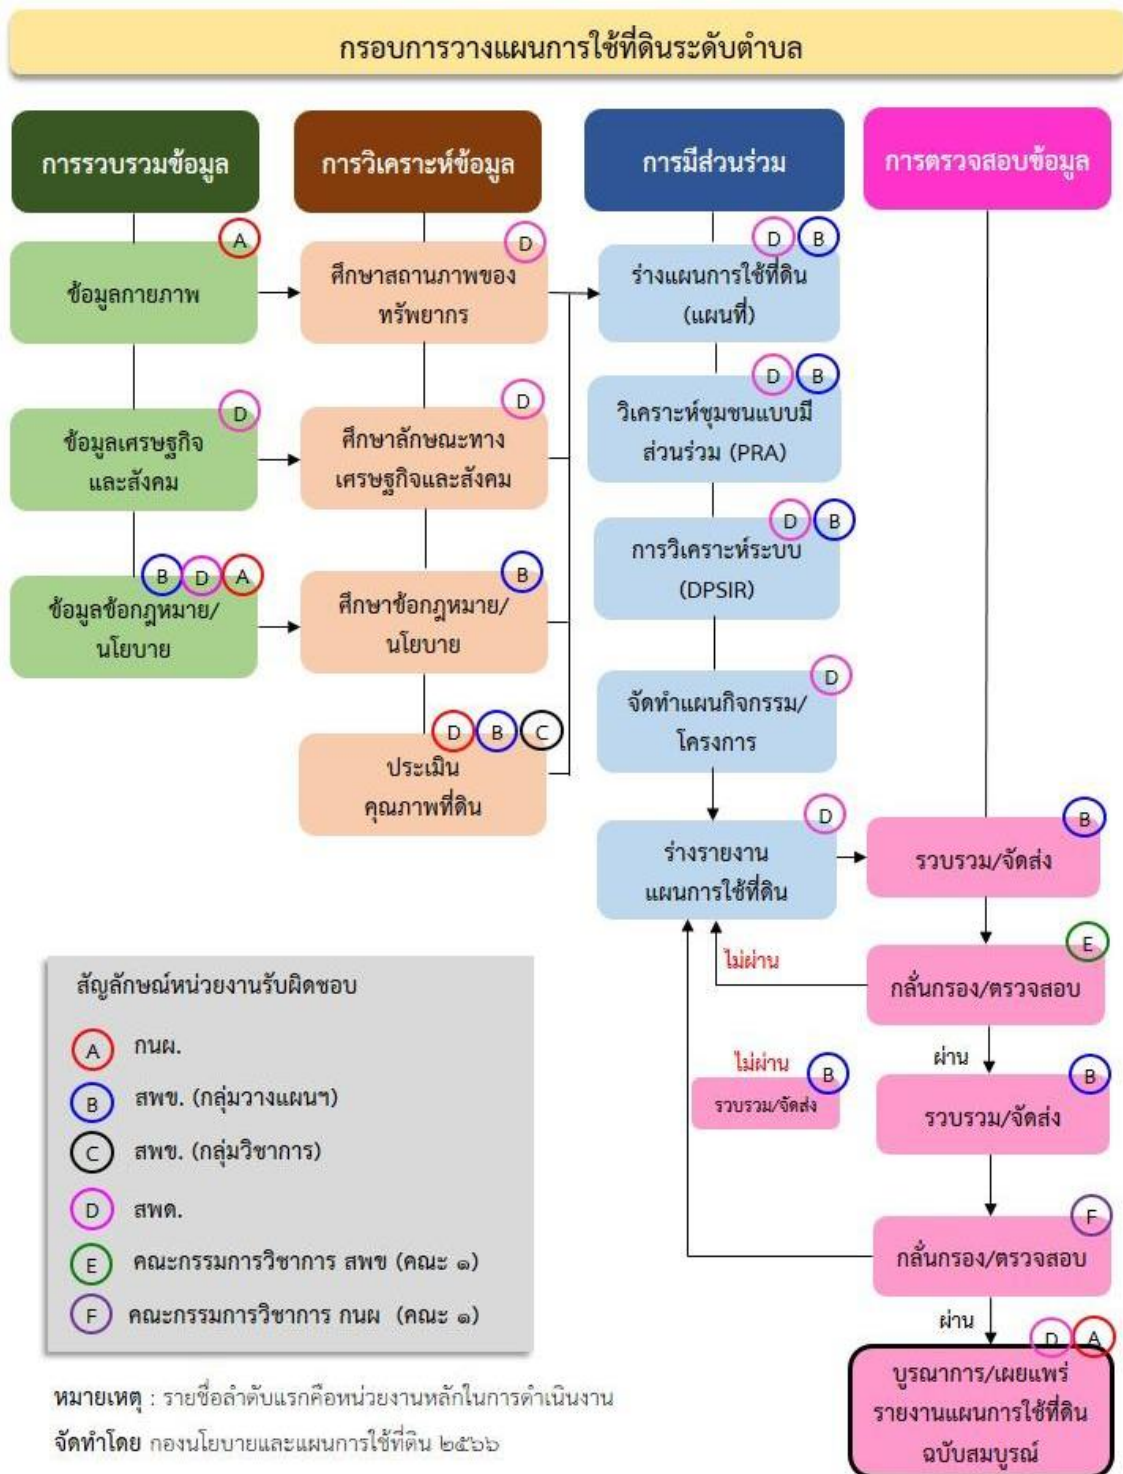 กรอบการวางแผนการใช้ที่ดินระดับตำบล
การรวบรวมข้อมูล
การวิเคราะห์ข้อมูล
การมีส่วนร่วม
การตรวจสอบข้อมูล
A
ข้อมูลกายภาพ
D
ข้อมูลเศรษฐกิจ
และสังคม
B D A
ข้อมูลข้อกฎหมาย/
นโยบาย
D
ศึกษาสถานภาพของ
ทรัพยากร
D
ศึกษาลักษณะทาง
เศรษฐกิจและสังคม
B
ศึกษาข้อกฎหมาย/
นโยบาย
D B C
ประเมิน
คุณภาพที่ดิน
D B
ร่างแผนการใช้ที่ดิน
(แผนที่)
D B
วิเคราะห์ชุมชนแบบมี
ส่วนร่วม (PRA)
D B
การวิเคราะห์ระบบ
(DPSIR)
D
จัดทำแผนกิจกรรม/
โครงการ
D
ร่างรายงาน
แผนการใช้ที่ดิน
B
รวบรวม/จัดส่ง
E
กลั่นกรอง/ตรวจสอบ
ไม่ผ่าน
ผ่าน
B
รวบรวม/จัดส่ง
ไม่ผ่าน
B
รวบรวม/จัดส่ง
F
กลั่นกรอง/ตรวจสอบ
ผ่าน
D A
บูรณาการ/เผยแพร่
รายงานแผนการใช้ที่ดิน
ฉบับสมบูรณ์
สัญลักษณ์หน่วยงานรับผิดชอบ
A กนผ.
B สพข. (กลุ่มวางแผนฯ)
C สพข. (กลุ่มวิชาการ)
D สพด.
E คณะกรรมการวิชาการ สพข (คณะ ๑)
F คณะกรรมการวิชาการ กนผ (คณะ ๑)
หมายเหตุ : รายชื่อลำดับแรกคือหน่วยงานหลักในการดำเนินงาน
จัดทำโดย กองนโยบายและแผนการใช้ที่ดิน ๒๕๖๖